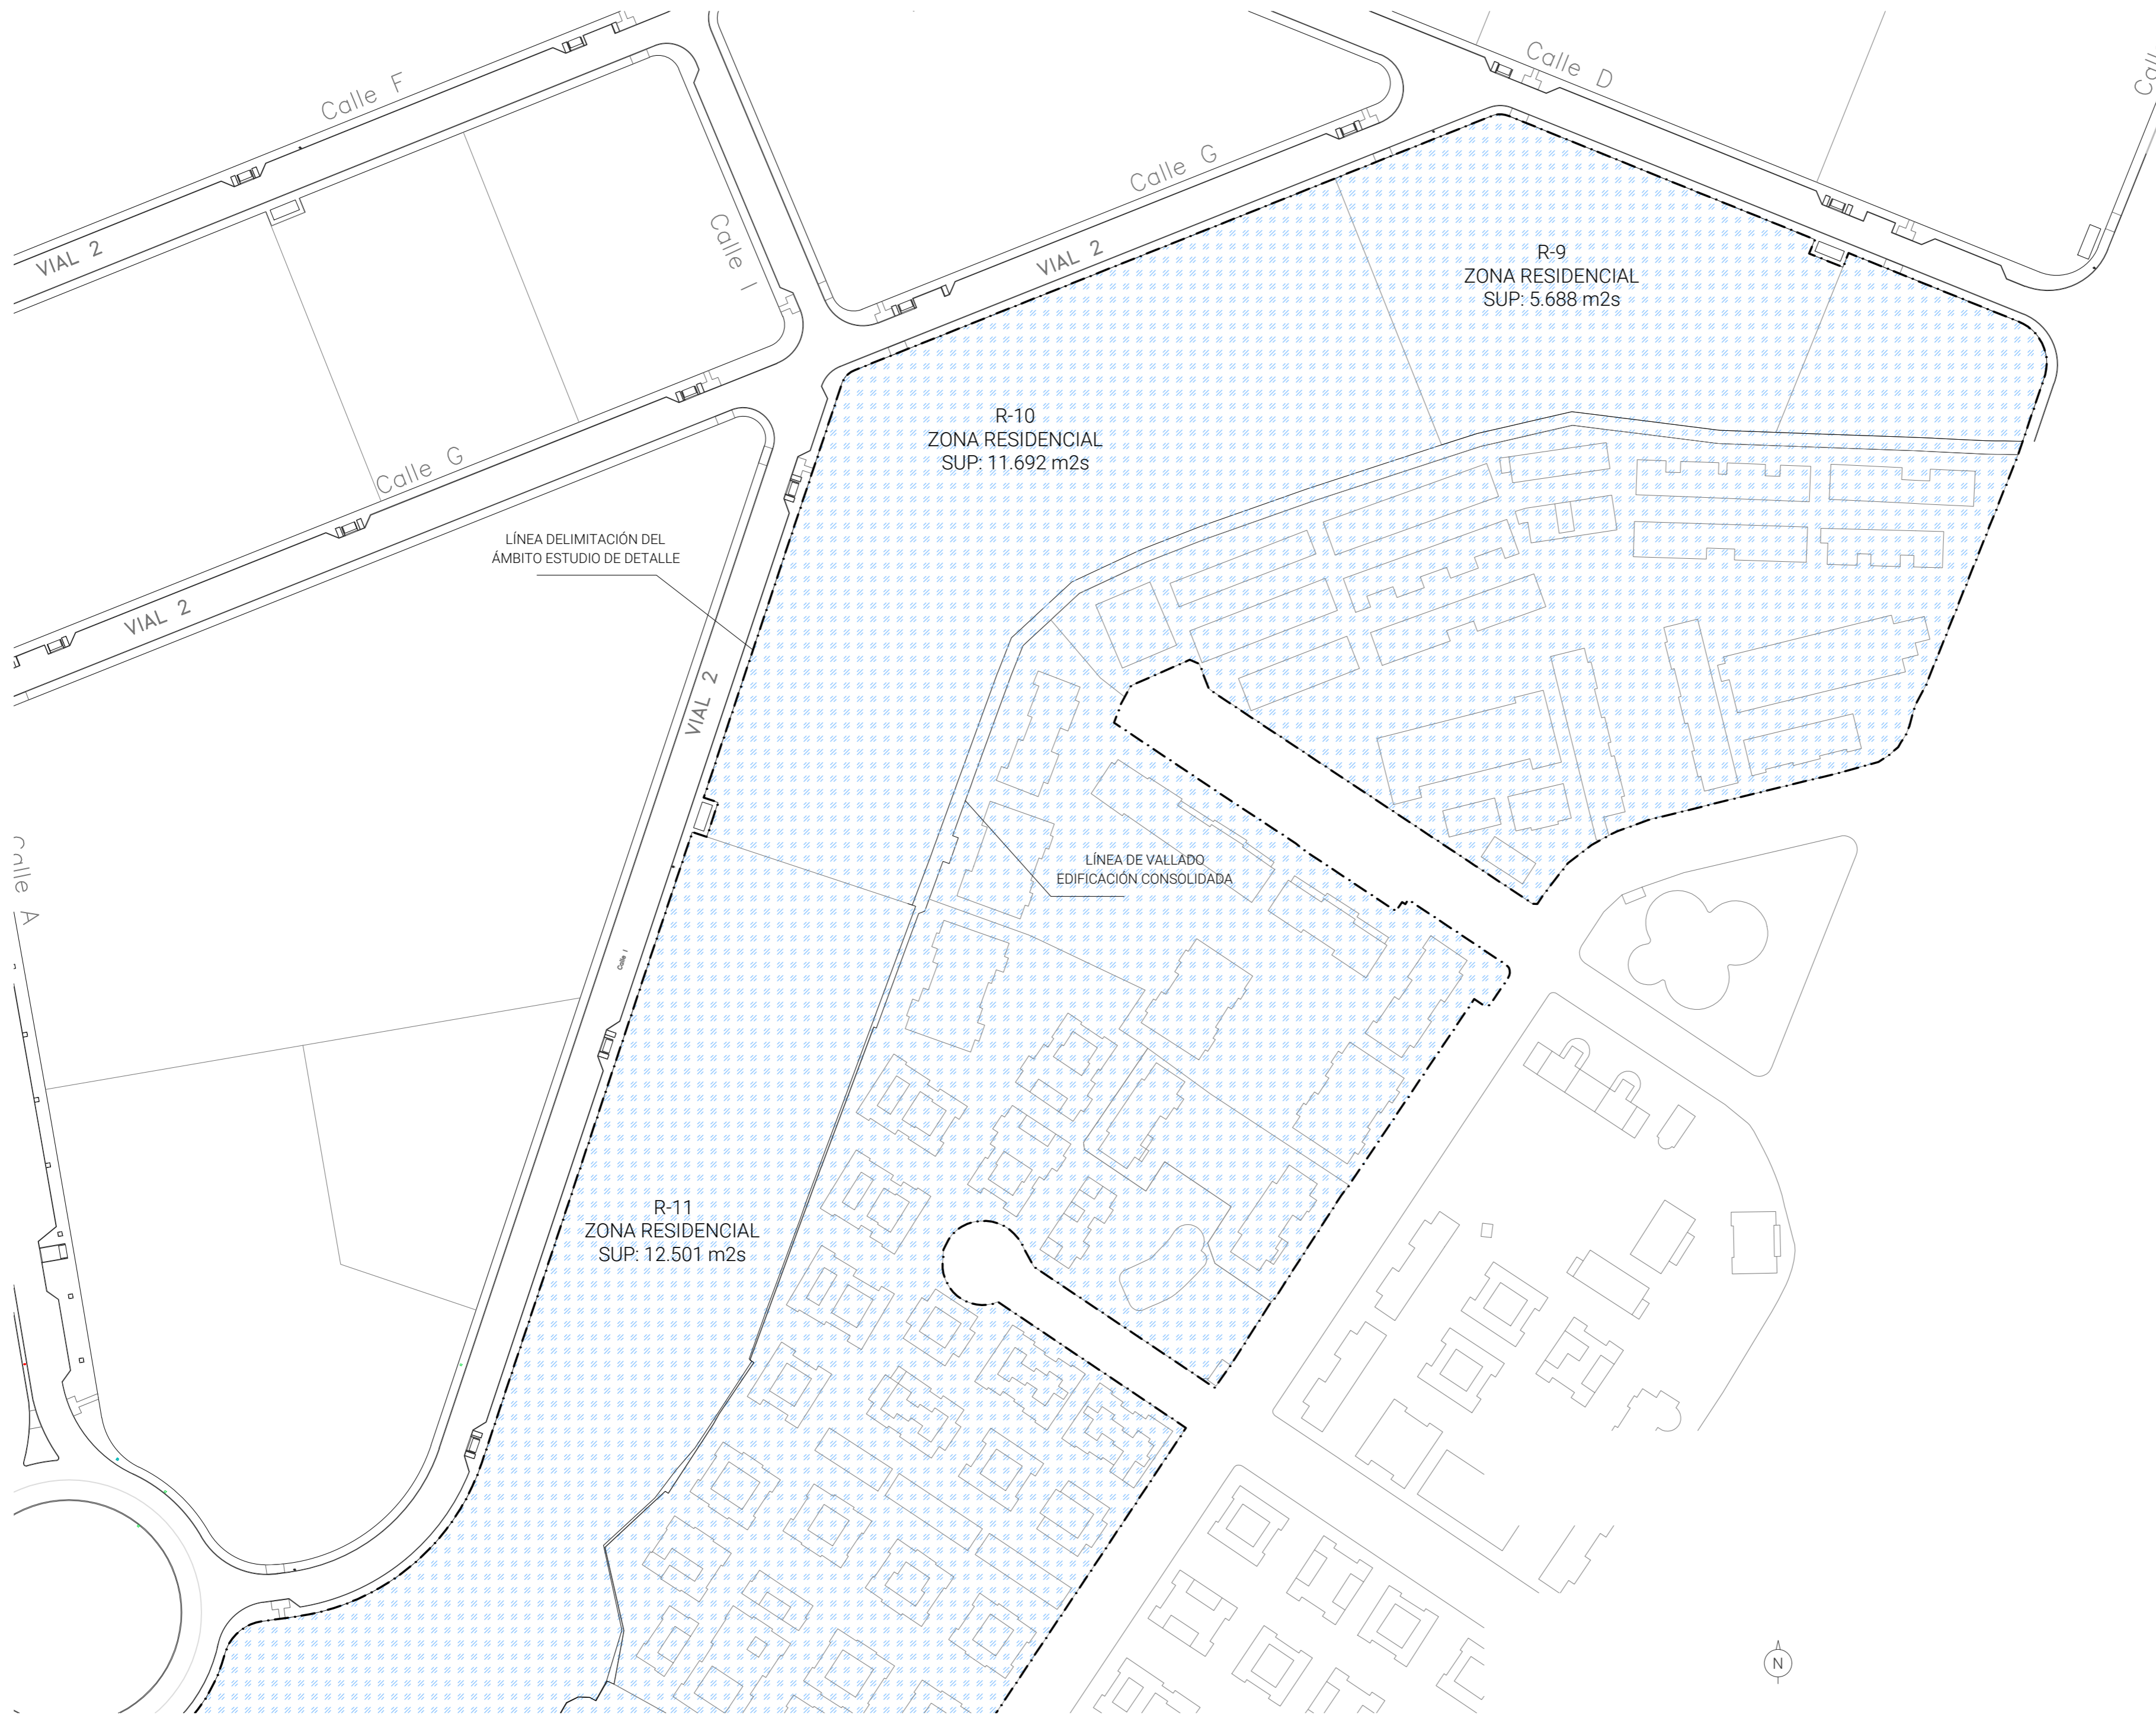 Calle F
Calle D
Calle G
VIAL 2
Calle I
VIAL 2
R-9
ZONA RESIDENCIAL
SUP: 5.688 m2s
R-10
ZONA RESIDENCIAL
SUP: 11.692 m2s
Calle G
LÍNEA DELIMITACIÓN DEL
ÁMBITO ESTUDIO DE DETALLE
VIAL 2
VIAL 2
LÍNEA DE VALLADO
EDIFICACIÓN CONSOLIDADA
Calle A
Calle I
R-11
ZONA RESIDENCIAL
SUP: 12.501 m2s
N